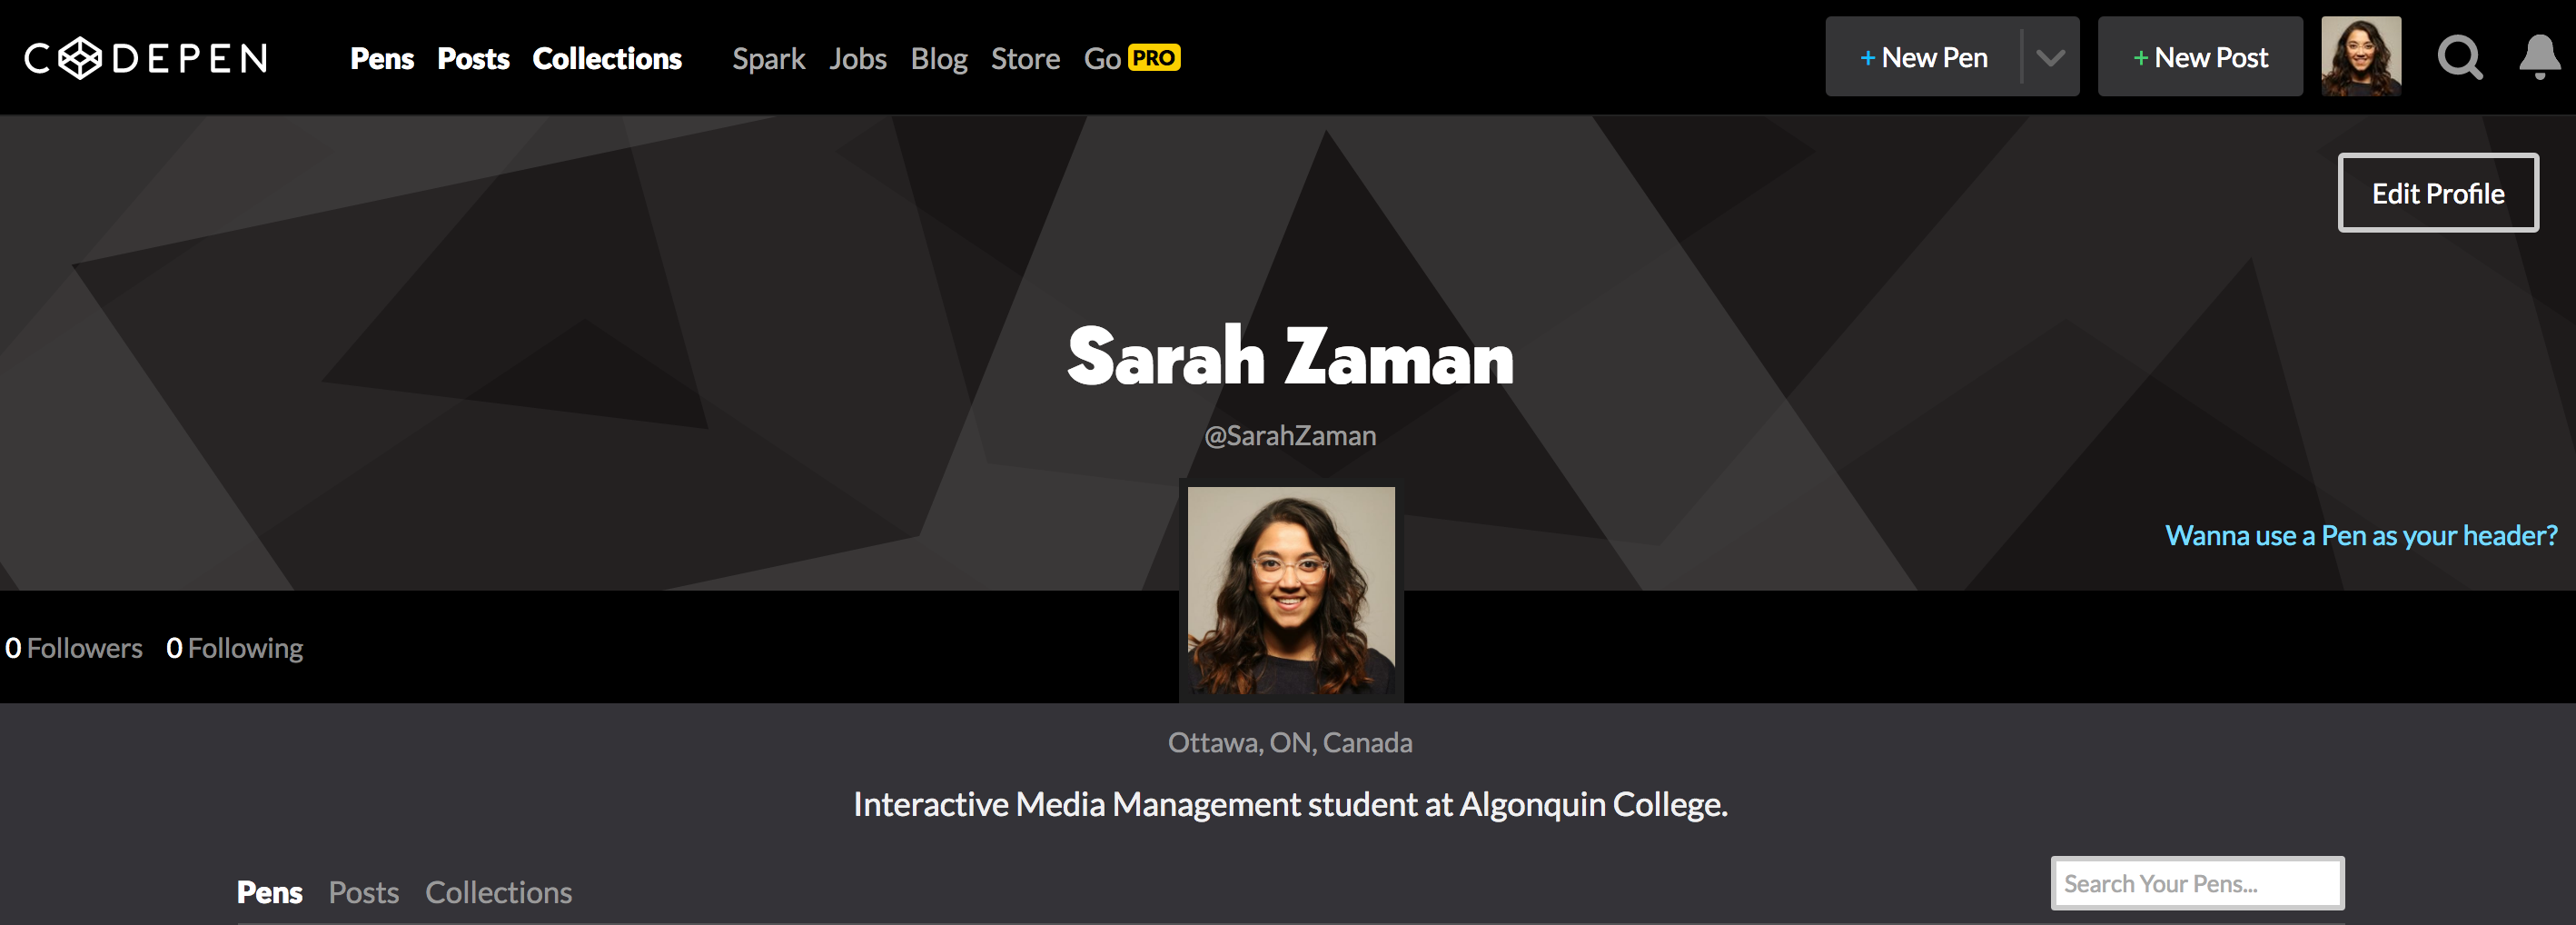 CODEPEN Pens Posts Collections Spark Jobs Blog Store Go PRO + New Pen + New Post
Edit Profile
Sarah Zaman
@SarahZaman
Wanna use a Pen as your header?
0 Followers 0 Following
Ottawa, ON, Canada
Interactive Media Management student at Algonquin College.
Pens Posts Collections Search Your Pens...